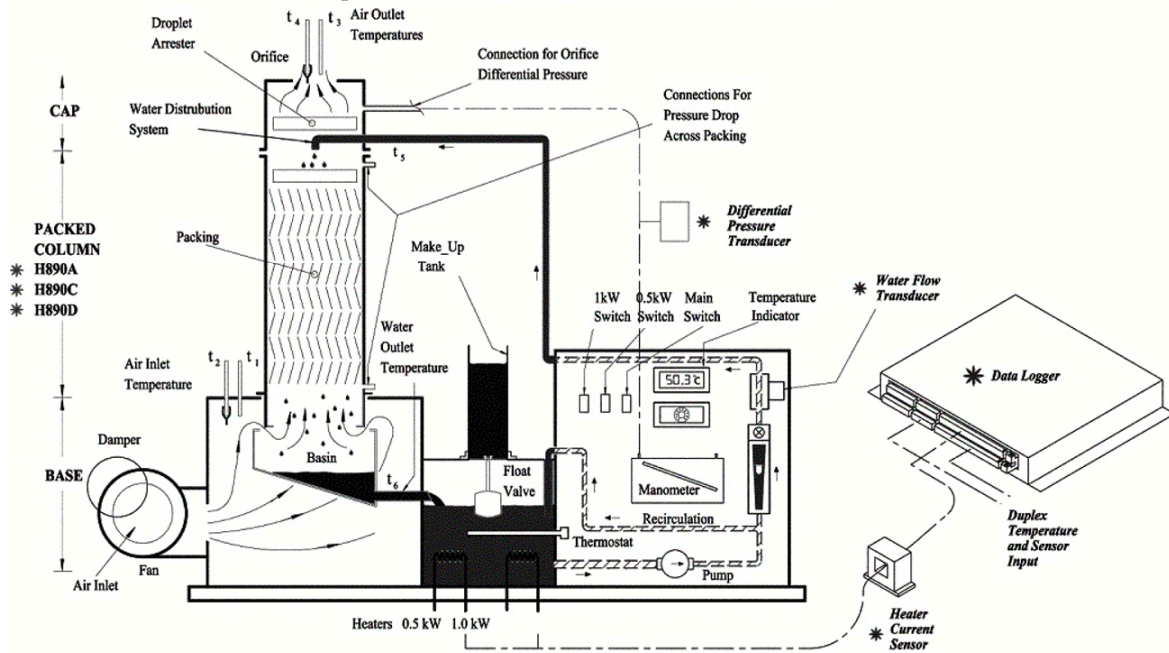 t4 t3 Air Outlet
Temperatures
Droplet
Arrester
Orifice
Connection for Orifice
Differential Pressure
CAP
Water Distrubution
System
Connections For
Pressure Drop
Across Packing
t5
PACKED
COLUMN
✷ H890A
✷ H890C
✷ H890D
Packing
Make_Up
Tank
✷ Differential
Pressure
Transducer
✷ Water Flow
Transducer
1kW 0.5kW Main
Switch Switch Switch
Temperature
Indicator
Water
Outlet
Temperature
Air Inlet
Temperature
t2 t1
50.3℃
✷ Data Logger
Damper
BASE
Basin
t6
Float
Valve
Manometer
Recirculation
Thermostat
Pump
Duplex
Temperature
and Sensor
Input
Air Inlet
Fan
Heaters 0.5 kW 1.0 kW
✷ Heater
Current
Sensor